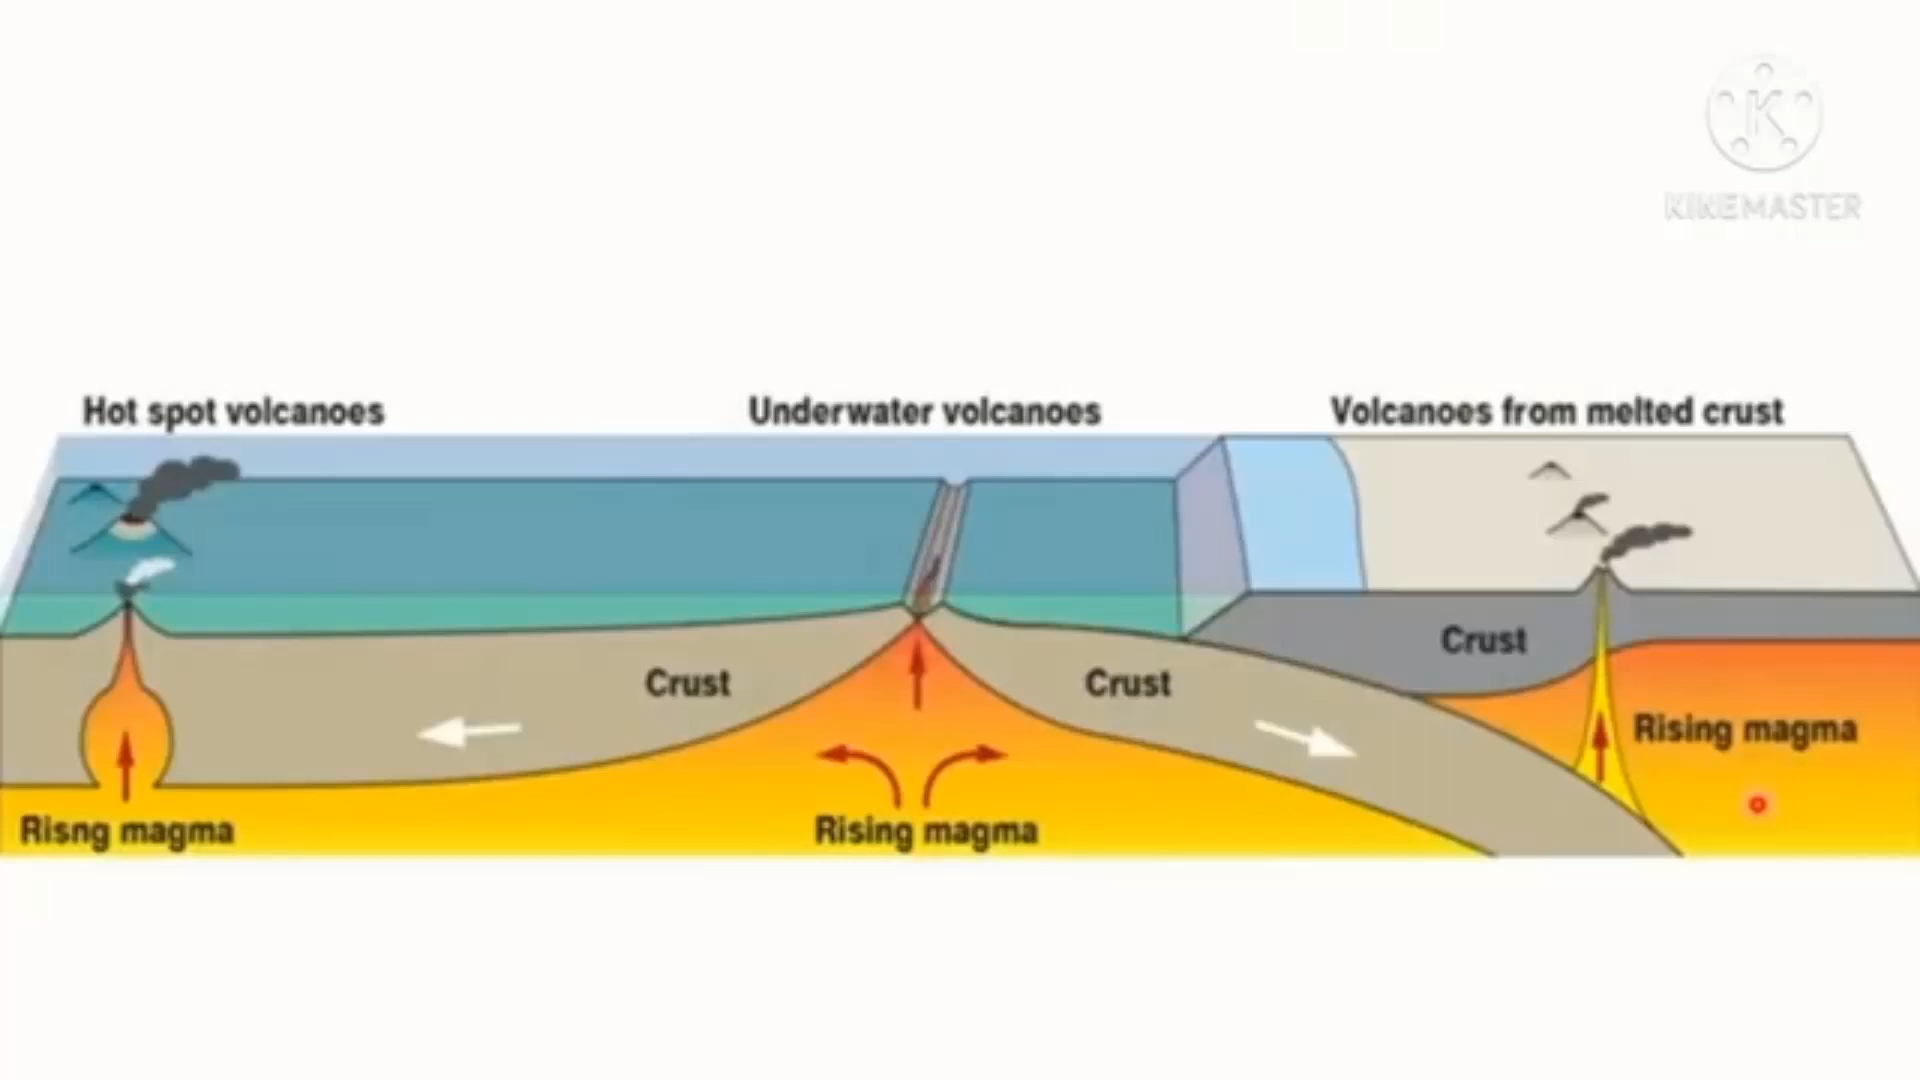 K
KINEMASTER
Hot spot volcanoes
Underwater volcanoes
Volcanoes from melted crust
Crust
Crust
Crust
Rising magma
Risng magma
Rising magma